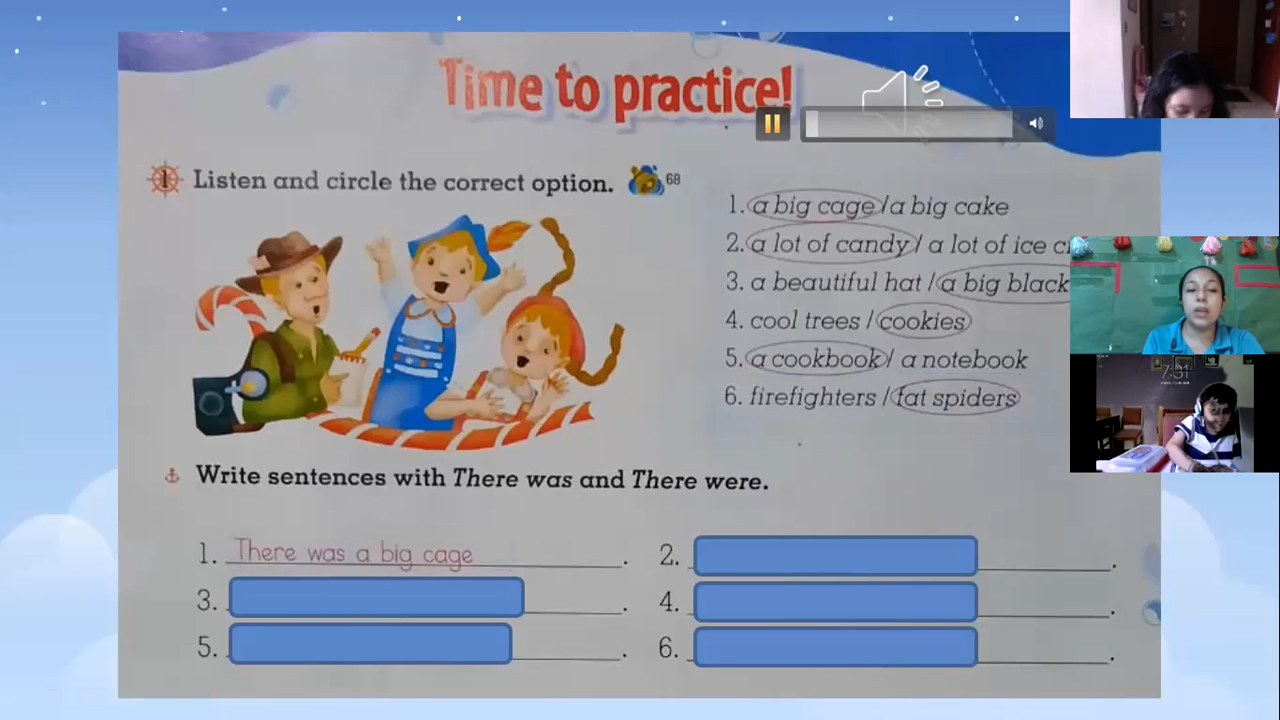 Time to practice!
1 Listen and circle the correct option. 68
1. a big cage / a big cake
2. a lot of candy / a lot of ice
3. a beautiful hat / a big black
4. cool trees / cookies
5. a cookbook / a notebook
6. firefighters / fat spiders
Write sentences with There was and There were.
1. There was a big cage .
2. .
3. .
4. .
5. .
6. .
7:31